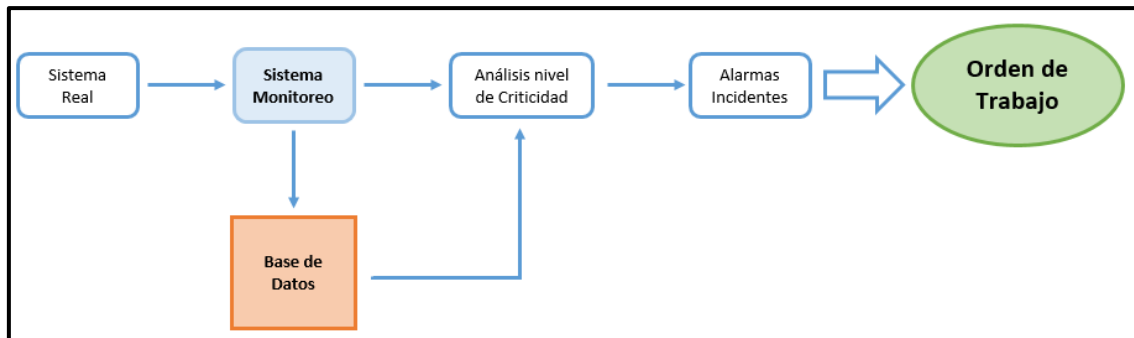 Sistema
Real
Sistema
Monitoreo
Análisis nivel
de Criticidad
Alarmas
Incidentes
Orden de
Trabajo
Base de
Datos